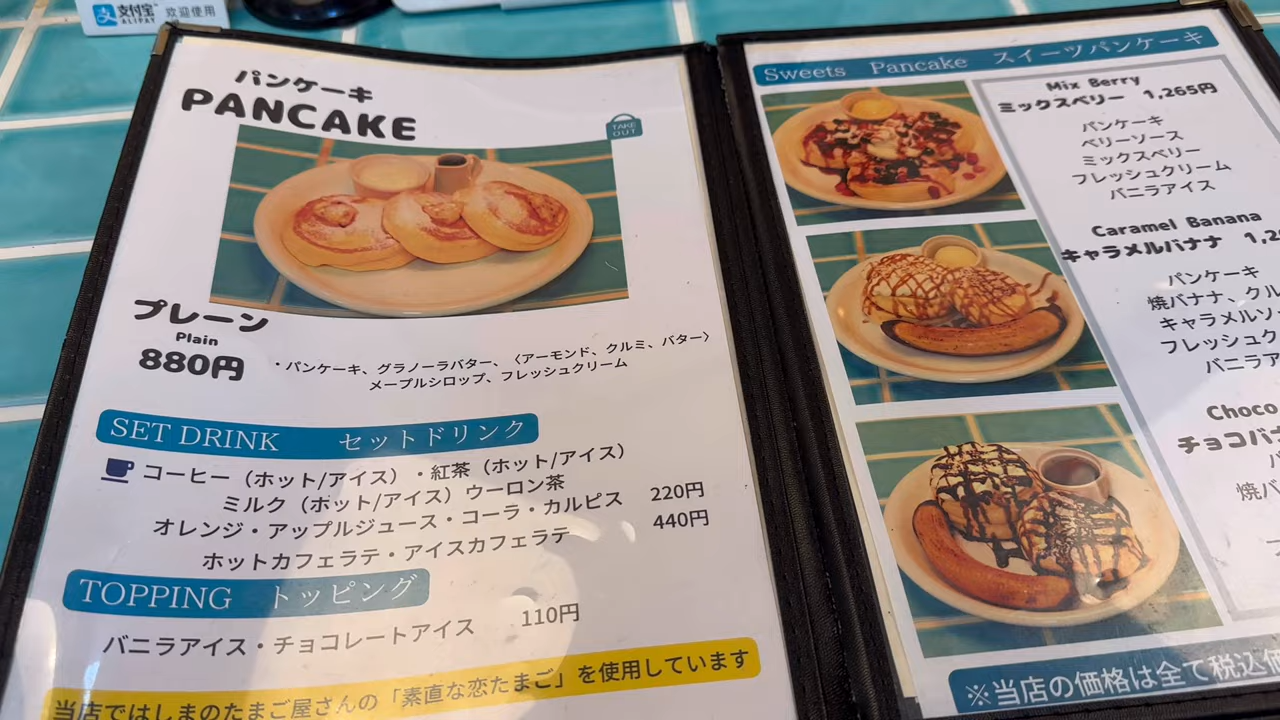 支付宝 欢迎使用
ALIPAY
パンケーキ
PANCAKE
TAKE
OUT
プレーン
Plain
880円
・パンケーキ、グラノーラバター、〈アーモンド、クルミ、バター〉
メープルシロップ、フレッシュクリーム
SET DRINK セットドリンク
コーヒー（ホット/アイス）・紅茶（ホット/アイス）
ミルク（ホット/アイス）ウーロン茶
オレンジ・アップルジュース・コーラ・カルピス 220円
ホットカフェラテ・アイスカフェラテ 440円
TOPPING トッピング
バニラアイス・チョコレートアイス 110円
当店ではしまのたまご屋さんの「素直な恋たまご」を使用しています
Sweets Pancake スイーツパンケーキ
Mix Berry
ミックスベリー 1,265円
パンケーキ
ベリーソース
ミックスベリー
フレッシュクリーム
バニラアイス
Caramel Banana
キャラメルバナナ
パンケーキ
焼バナナ、クル
キャラメルソ
フレッシュク
バニラア
Choco
チョコバナ
焼バ
※当店の価格は全て税込価